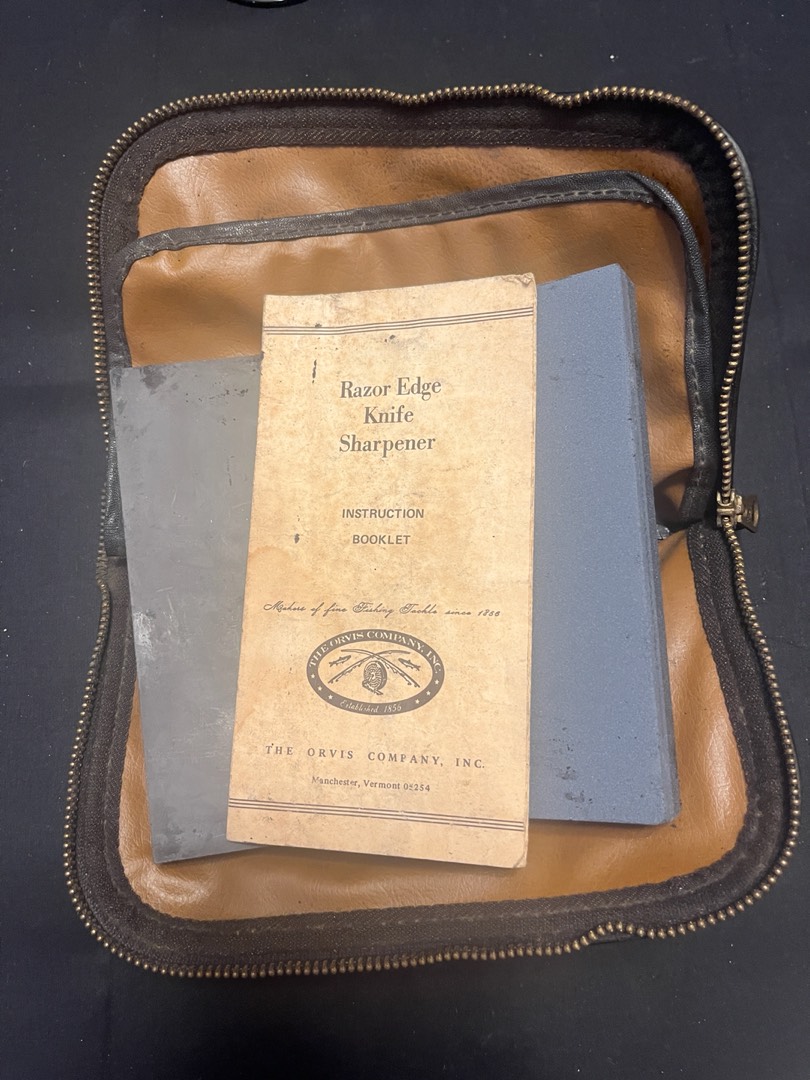 Razor Edge
Knife
Sharpener
INSTRUCTION
BOOKLET
Makers of fine Fishing Tackle since 1856
THE ORVIS COMPANY, INC.
Established 1856
THE ORVIS COMPANY, INC.
Manchester, Vermont 05254